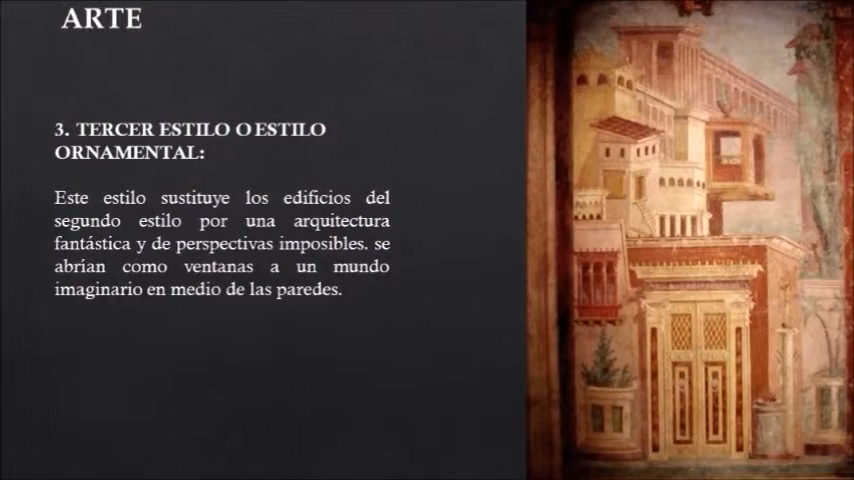 ARTE
3. TERCER ESTILO O ESTILO
ORNAMENTAL:
Este estilo sustituye los edificios del
segundo estilo por una arquitectura
fantástica y de perspectivas imposibles. se
abrían como ventanas a un mundo
imaginario en medio de las paredes.